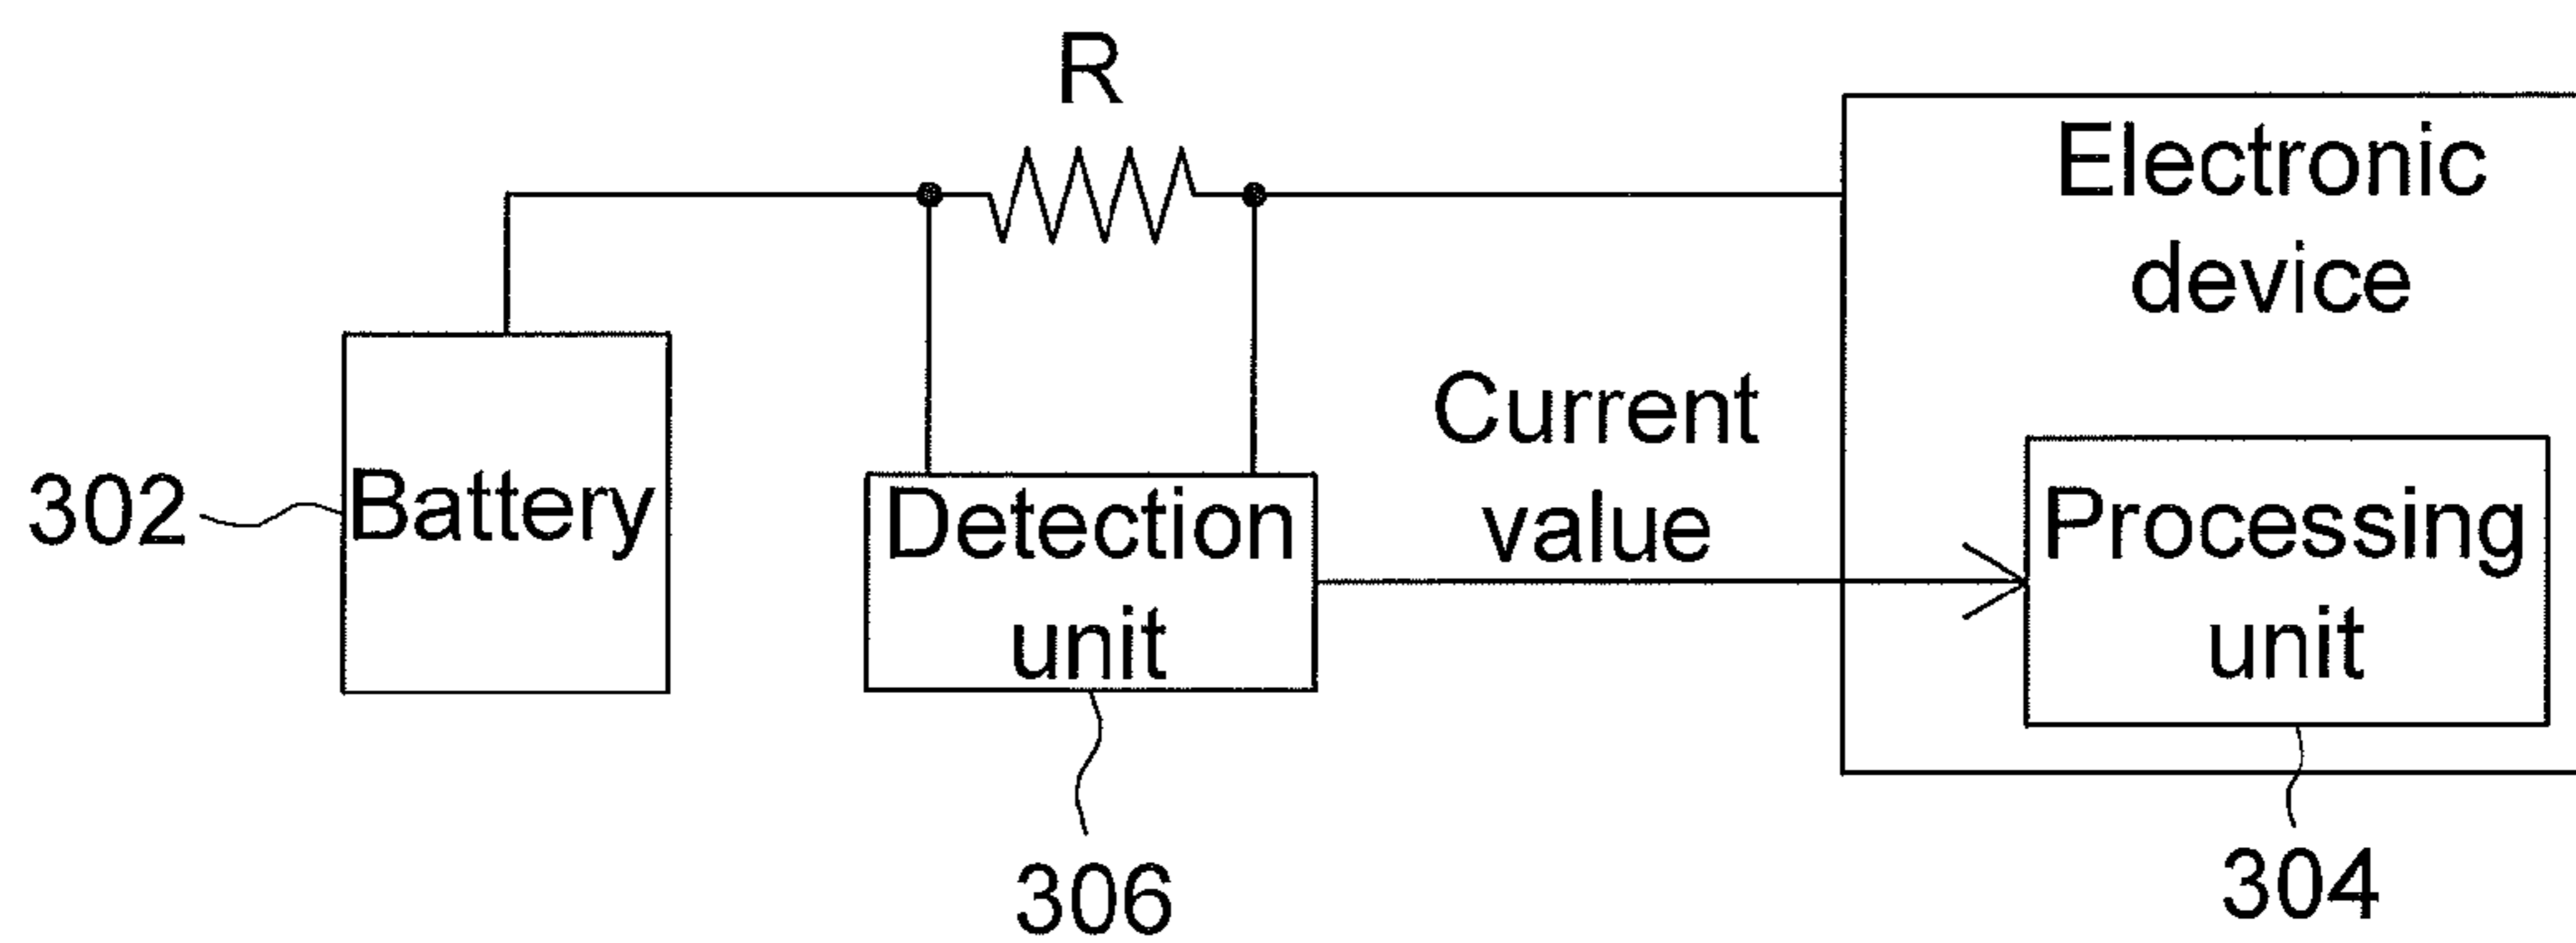 R
Electronic
device
Current
value
302
Battery
Detection
unit
Processing
unit
306
304